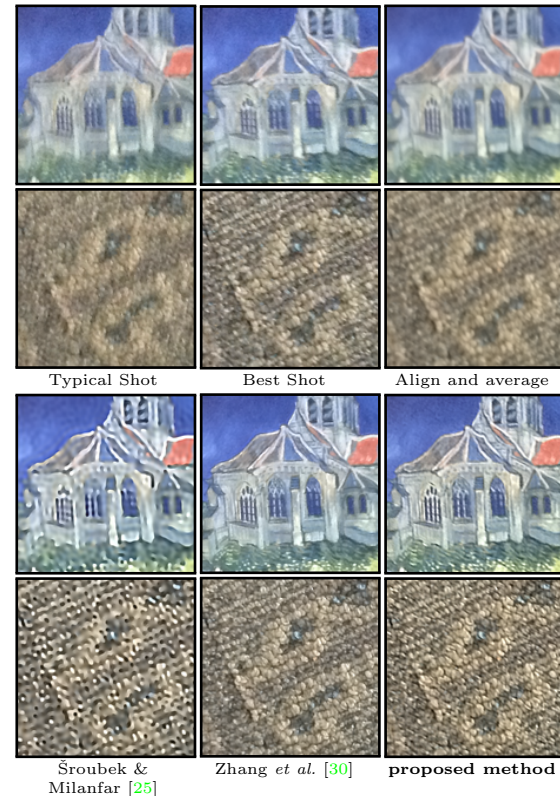 Typical Shot Best Shot Align and average
Šroubek & Zhang et al. [30] proposed method
Milanfar [25]